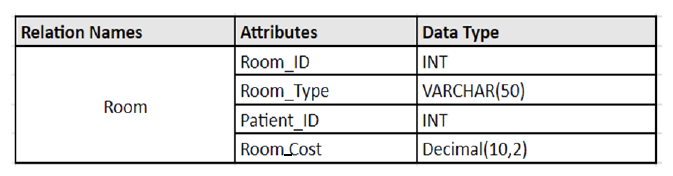 Relation Names Attributes Data Type
Room_ID INT
Room_Type VARCHAR(50)
Room
Patient_ID INT
Room_Cost Decimal(10,2)